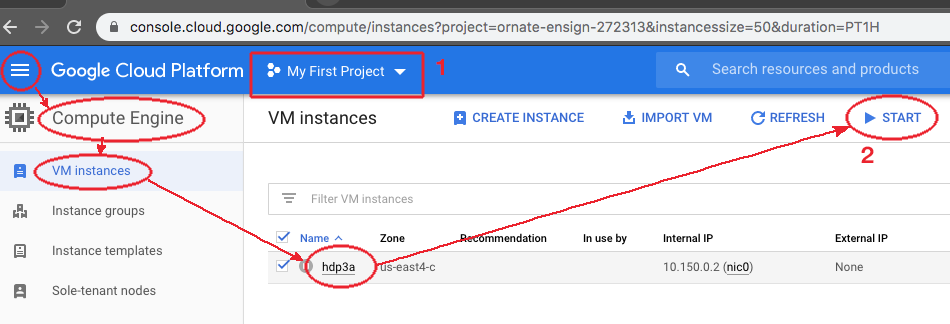 console.cloud.google.com/compute/instances?project=ornate-ensign-272313&instancessize=50&duration=PT1H
Google Cloud Platform My First Project 1 Search resources and products
Compute Engine VM instances CREATE INSTANCE IMPORT VM REFRESH START
2
VM instances
Filter VM instances
Instance groups
Name Zone Recommendation In use by Internal IP External IP
Instance templates
hdp3a us-east4-c 10.150.0.2 (nic0) None
Sole-tenant nodes